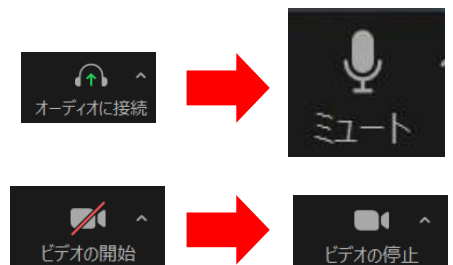 オーディオに接続
ミュート
ビデオの開始
ビデオの停止